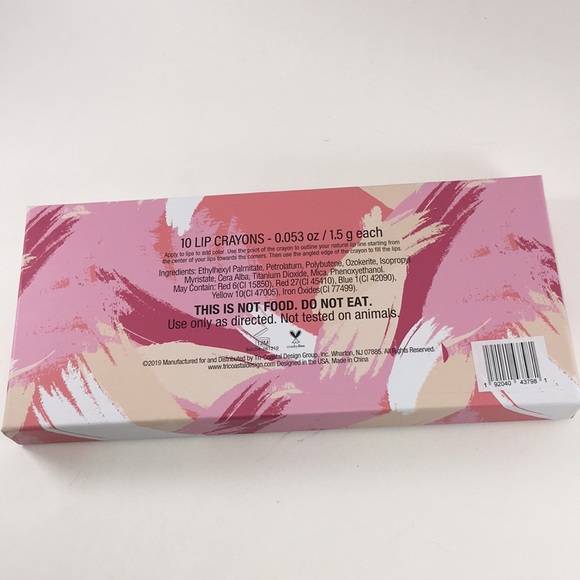 10 LIP CRAYONS - 0.053 oz / 1.5 g each
Apply to lips to add color. Use the point of the crayon to outline your natural lip line starting from
the center of your lips towards the corners. Then use the angled edge of the crayon to fill the lips.
Ingredients: Ethylhexyl Palmitate, Petrolatum, Polybutene, Ozokerite, Isopropyl
Myristate, Cera Alba, Titanium Dioxide, Mica, Phenoxyethanol.
May Contain: Red 6(CI 15850), Red 27(CI 45410), Blue 1(CI 42090),
Yellow 10(CI 47005), Iron Oxides(CI 77499).
THIS IS NOT FOOD. DO NOT EAT.
Use only as directed. Not tested on animals.
12M
©2019 Manufactured for and Distributed by Tri-Coastal Design Group, Inc. Wharton, NJ 07885. All Rights Reserved.
www.tricoastaldesign.com Designed in the USA. Made in China
1 92040 43798 1